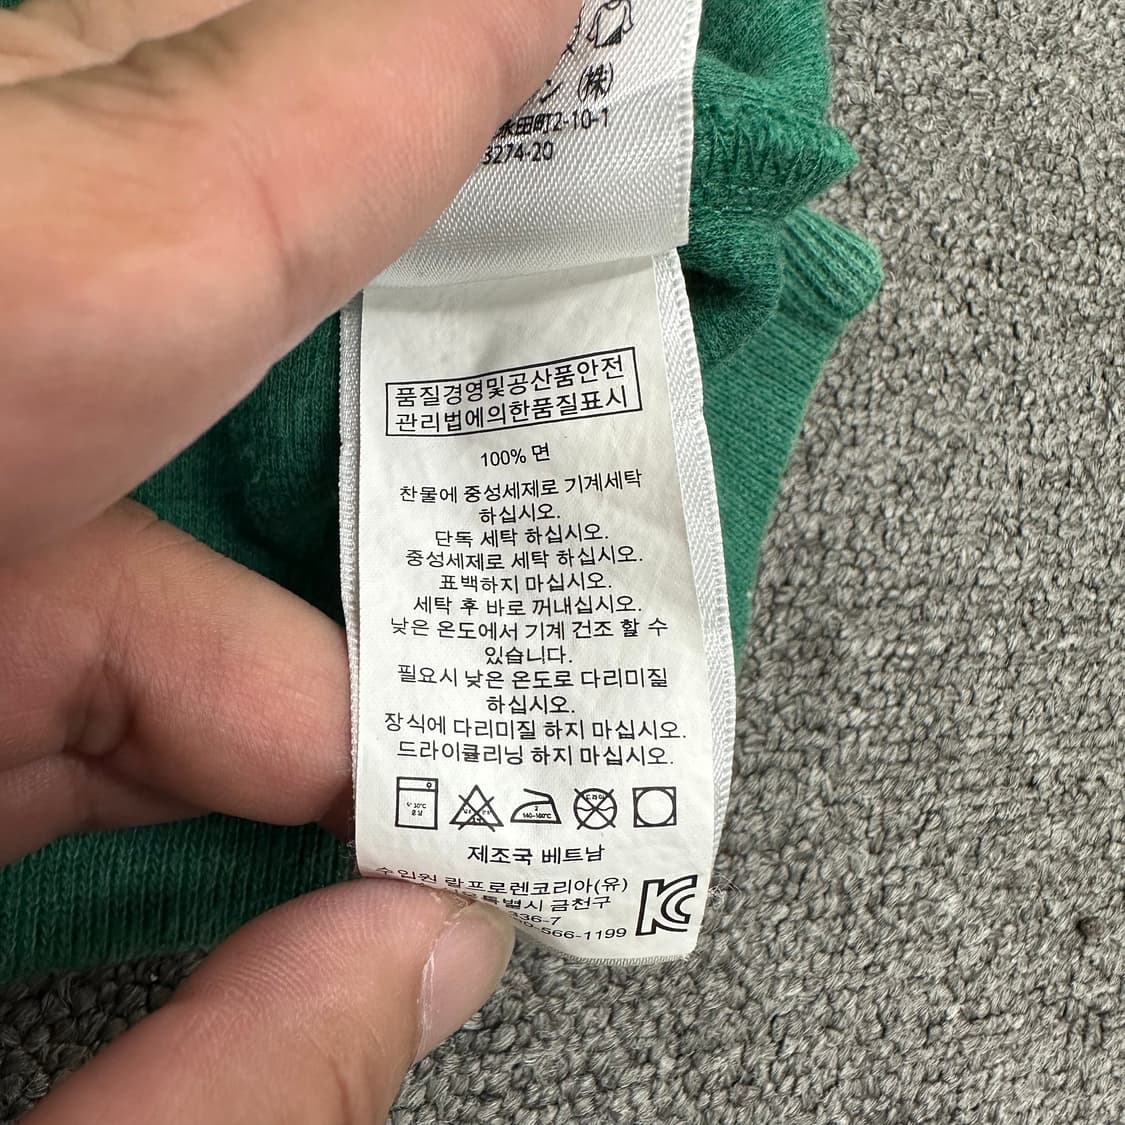 ン (株)
永田町2-10-1
3274-20
품질경영및공산품안전
관리법에의한품질표시
100% 면
찬물에 중성세제로 기계세탁
하십시오.
단독 세탁 하십시오.
중성세제로 세탁 하십시오.
표백하지 마십시오.
세탁 후 바로 꺼내십시오.
낮은 온도에서 기계 건조 할 수
있습니다.
필요시 낮은 온도로 다리미질
하십시오.
장식에 다리미질 하지 마십시오.
드라이클리닝 하지 마십시오.
제조국 베트남
수입원 랄프로렌코리아(유)
금천구
336-7
566-1199
KC